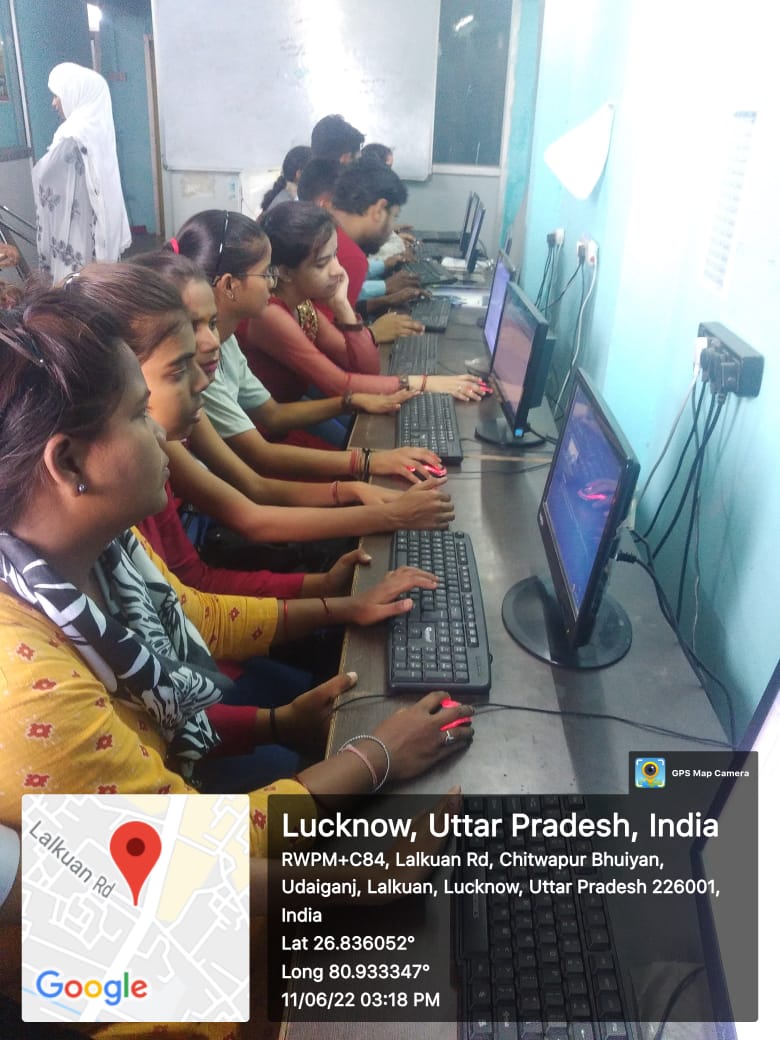 GPS Map Camera
Lalkuan Rd
Google
Lucknow, Uttar Pradesh, India
RWPM+C84, Lalkuan Rd, Chitwapur Bhuiyan,
Udaiganj, Lalkuan, Lucknow, Uttar Pradesh 226001,
India
Lat 26.836052°
Long 80.933347°
11/06/22 03:18 PM